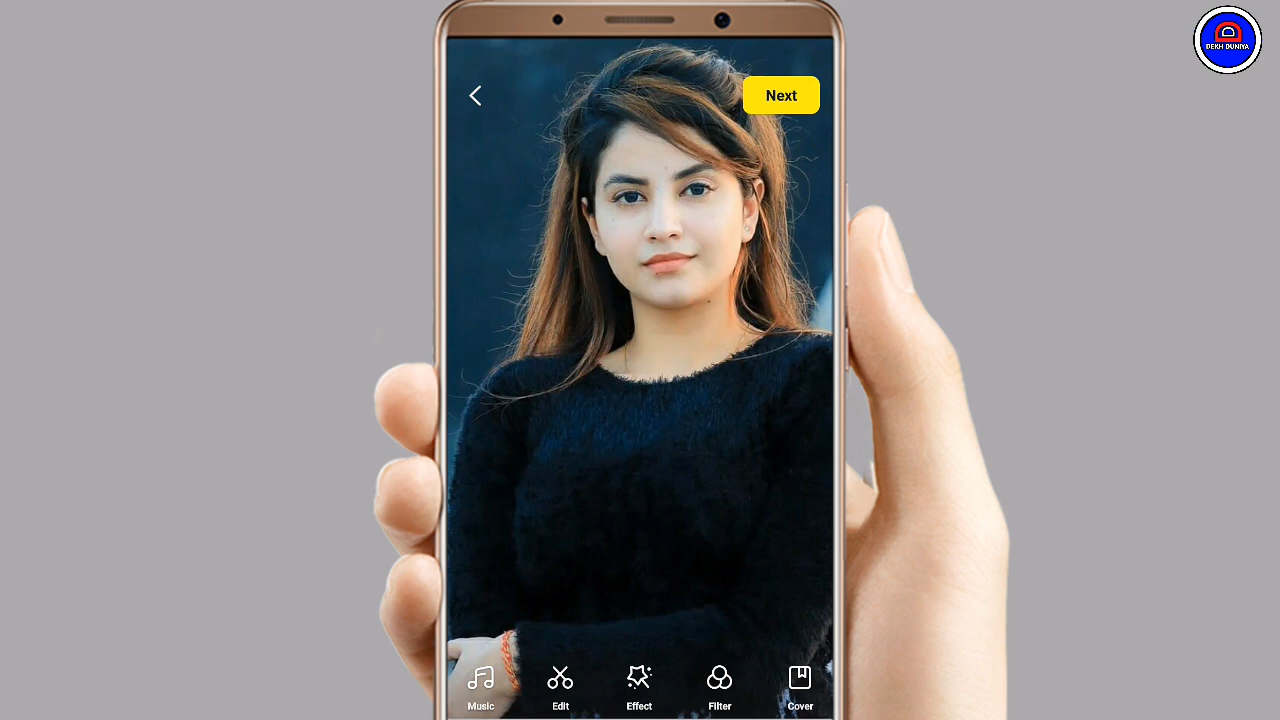 DEKH DUNIYA
Next
Music
Edit
Effect
Filter
Cover